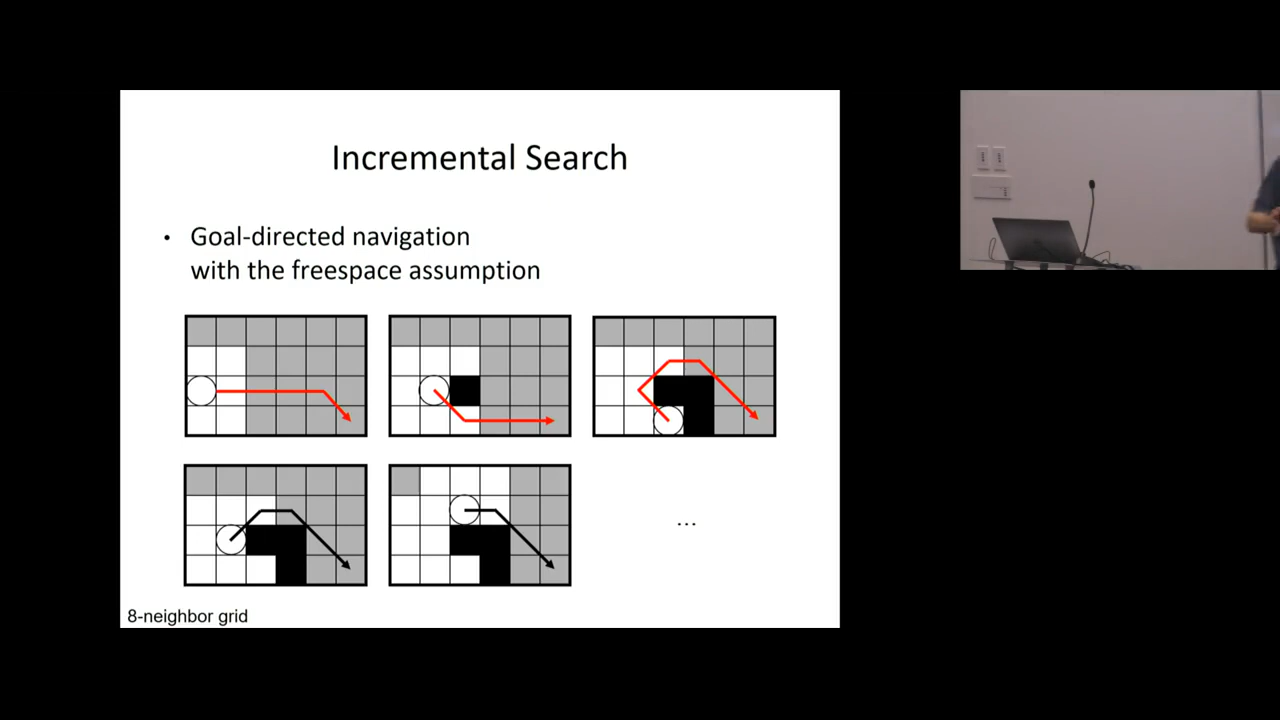 Incremental Search
• Goal-directed navigation
with the freespace assumption
...
8-neighbor grid